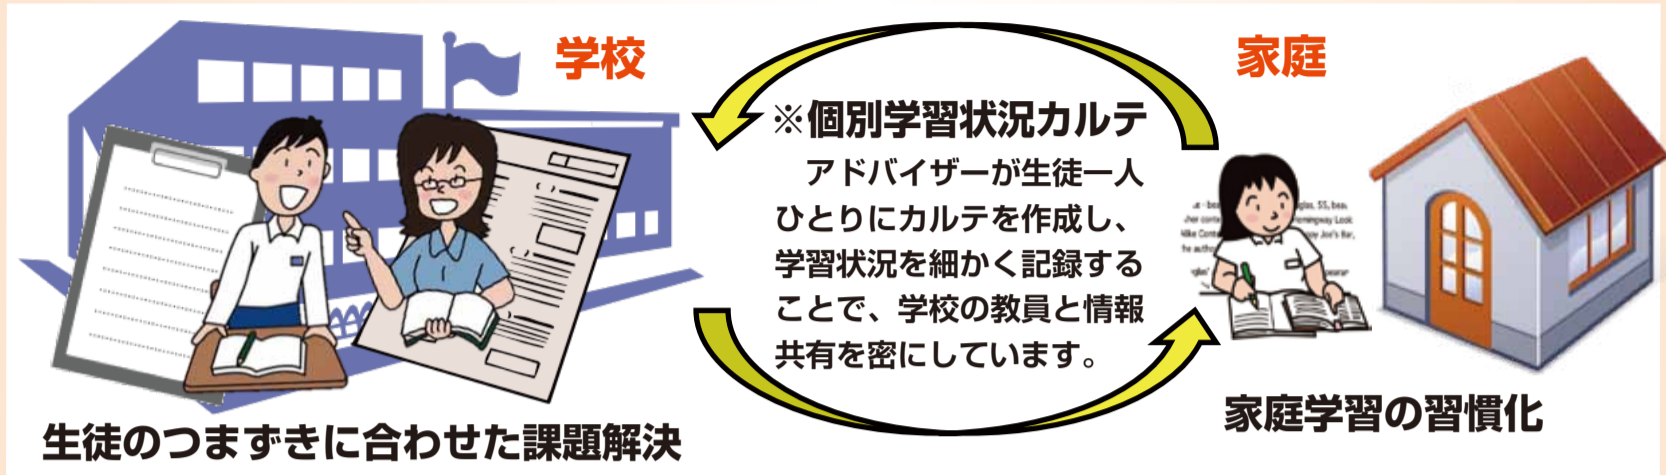 学校
家庭
※個別学習状況カルテ
アドバイザーが生徒一人
ひとりにカルテを作成し、
学習状況を細かく記録する
ことで、学校の教員と情報
共有を密にしています。
生徒のつまずきに合わせた課題解決
家庭学習の習慣化